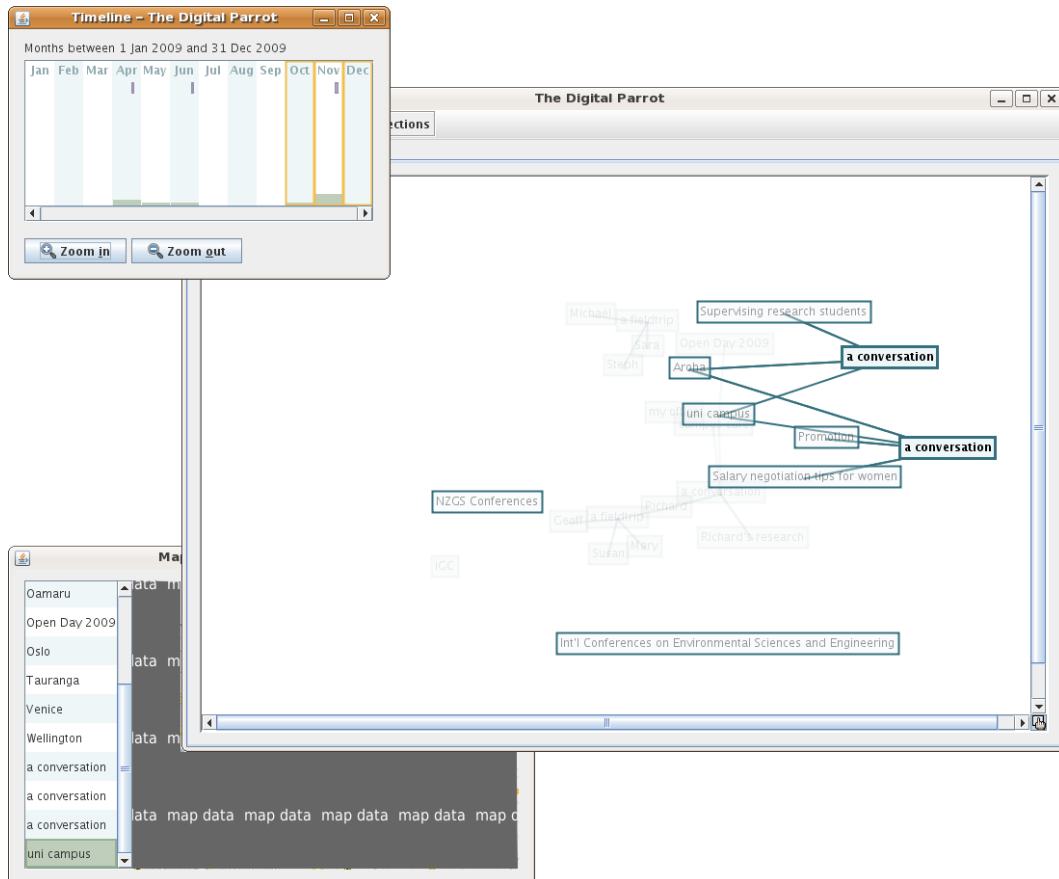 Timeline – The Digital Parrot
Months between 1 Jan 2009 and 31 Dec 2009
Jan Feb Mar Apr May Jun Jul Aug Sep Oct Nov Dec
Zoom in
Zoom out
The Digital Parrot
ections
Michael
a fieldtrip
Sara
Steph
Open Day 2009
Supervising research students
a conversation
Aroha
my of
uni campus
Promotion
a conversation
Salary negotiation tips for women
a conversation
NZGS Conferences
Richard
Geoff
a fieldtrip
Susan
Mary
Richard's research
IGC
Int'l Conferences on Environmental Sciences and Engineering
Map
Oamaru
Open Day 2009
Oslo
Tauranga
Venice
Wellington
a conversation
a conversation
a conversation
uni campus
data m
data m
data m
data map data map data map data map data map d